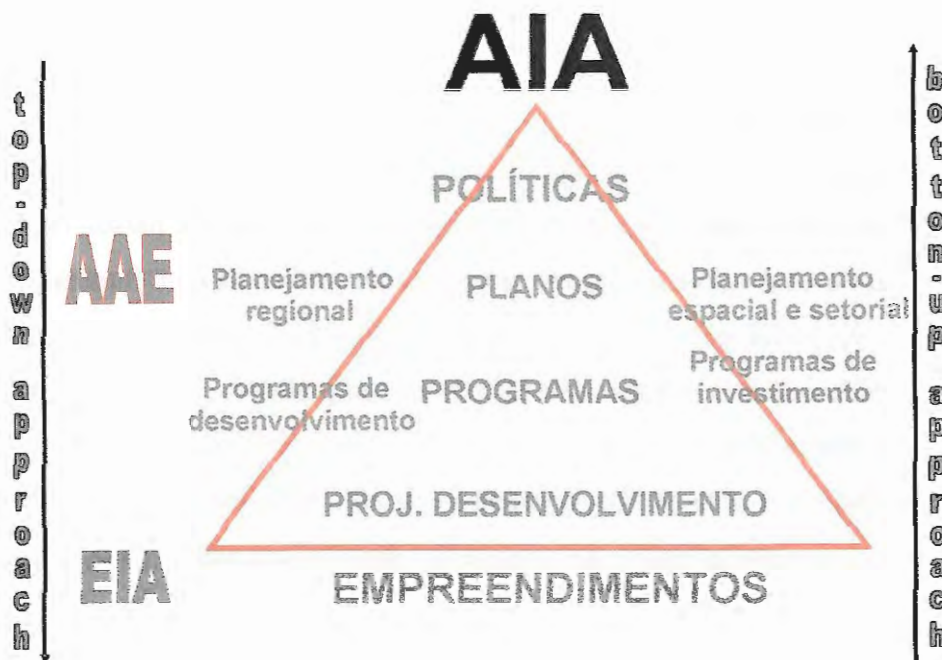 AIA
top-down approach
botton-up approach
POLÍTICAS
AAE
Planejamento
regional
PLANOS
Planejamento
espacial e setorial
Programas de
desenvolvimento
PROGRAMAS
Programas de
investimento
PROJ. DESENVOLVIMENTO
EIA
EMPREENDIMENTOS